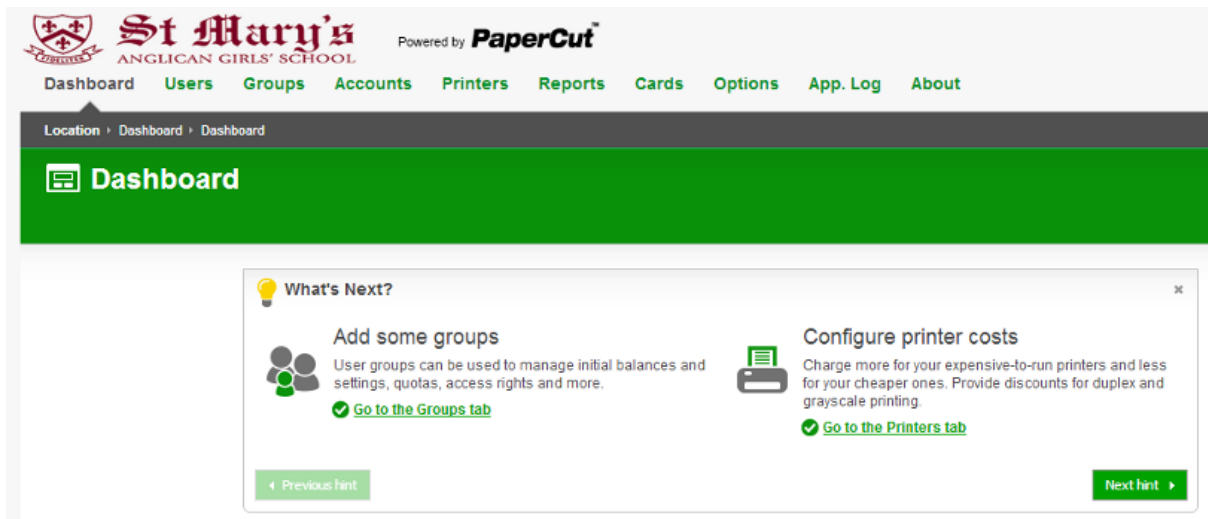 St Mary's
ANGLICAN GIRLS' SCHOOL
Powered by PaperCut™
Dashboard Users Groups Accounts Printers Reports Cards Options App. Log About
Location › Dashboard › Dashboard
Dashboard
What's Next?
Add some groups
User groups can be used to manage initial balances and
settings, quotas, access rights and more.
Go to the Groups tab
Configure printer costs
Charge more for your expensive-to-run printers and less
for your cheaper ones. Provide discounts for duplex and
grayscale printing.
Go to the Printers tab
Previous hint
Next hint